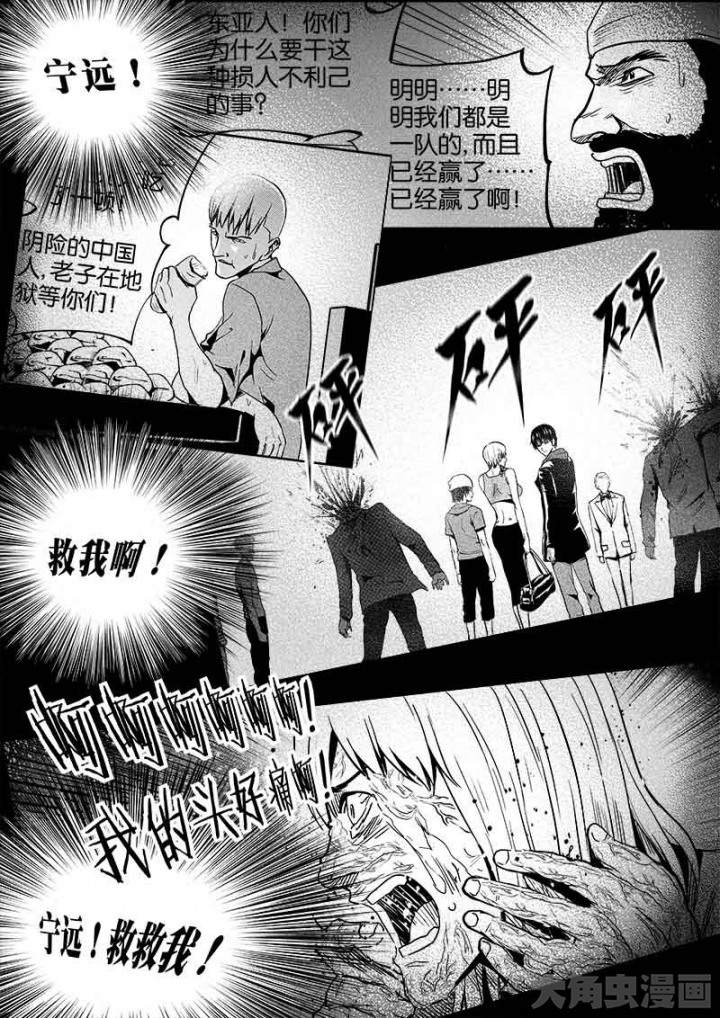 宁远！
东亚人！你们
为什么要干这
种损人不利己
的事？
明明……明
明我们都是
一队的，而且
已经赢了……
已经赢了啊！
一顿！
阴险的中国
人，老子在地
狱等你们！
砰
砰
砰
救我啊！
啊啊啊啊啊啊！
我的头好痛啊！
宁远！救救我！
大角虫漫画